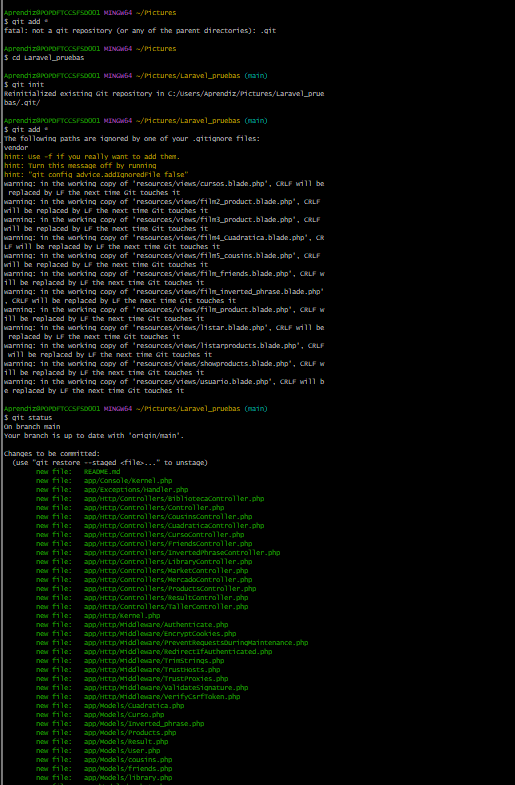 Aprendiz@POPDFTCCSFSD001 MINGW64 ~/Pictures
$ git add *
fatal: not a git repository (or any of the parent directories): .git
Aprendiz@POPDFTCCSFSD001 MINGW64 ~/Pictures
$ cd Laravel_pruebas
Aprendiz@POPDFTCCSFSD001 MINGW64 ~/Pictures/Laravel_pruebas (main)
$ git init
Reinitialized existing Git repository in C:/Users/Aprendiz/Pictures/Laravel_prue
bas/.git/
Aprendiz@POPDFTCCSFSD001 MINGW64 ~/Pictures/Laravel_pruebas (main)
$ git add *
The following paths are ignored by one of your .gitignore files:
vendor
hint: Use -f if you really want to add them.
hint: Turn this message off by running
hint: "git config advice.addIgnoredFile false"
warning: in the working copy of 'resources/views/cursos.blade.php', CRLF will be
 replaced by LF the next time Git touches it
warning: in the working copy of 'resources/views/film2_product.blade.php', CRLF
will be replaced by LF the next time Git touches it
warning: in the working copy of 'resources/views/film3_product.blade.php', CRLF
will be replaced by LF the next time Git touches it
warning: in the working copy of 'resources/views/film4_Cuadratica.blade.php', CR
LF will be replaced by LF the next time Git touches it
warning: in the working copy of 'resources/views/film5_cousins.blade.php', CRLF
will be replaced by LF the next time Git touches it
warning: in the working copy of 'resources/views/film_friends.blade.php', CRLF w
ill be replaced by LF the next time Git touches it
warning: in the working copy of 'resources/views/film_inverted_phrase.blade.php'
, CRLF will be replaced by LF the next time Git touches it
warning: in the working copy of 'resources/views/film_product.blade.php', CRLF w
ill be replaced by LF the next time Git touches it
warning: in the working copy of 'resources/views/listar.blade.php', CRLF will be
 replaced by LF the next time Git touches it
warning: in the working copy of 'resources/views/listarproducts.blade.php', CRLF
 will be replaced by LF the next time Git touches it
warning: in the working copy of 'resources/views/showproducts.blade.php', CRLF w
ill be replaced by LF the next time Git touches it
warning: in the working copy of 'resources/views/usuario.blade.php', CRLF will b
e replaced by LF the next time Git touches it
Aprendiz@POPDFTCCSFSD001 MINGW64 ~/Pictures/Laravel_pruebas (main)
$ git status
On branch main
Your branch is up to date with 'origin/main'.
Changes to be committed:
  (use "git restore --staged <file>..." to unstage)
new file:   README.md
new file:   app/Console/Kernel.php
new file:   app/Exceptions/Handler.php
new file:   app/Http/Controllers/BibliotecaController.php
new file:   app/Http/Controllers/Controller.php
new file:   app/Http/Controllers/CousinsController.php
new file:   app/Http/Controllers/CuadraticaController.php
new file:   app/Http/Controllers/CursoController.php
new file:   app/Http/Controllers/FriendsController.php
new file:   app/Http/Controllers/InvertedPhraseController.php
new file:   app/Http/Controllers/LibraryController.php
new file:   app/Http/Controllers/MarketController.php
new file:   app/Http/Controllers/MercadoController.php
new file:   app/Http/Controllers/ProductsController.php
new file:   app/Http/Controllers/ResultController.php
new file:   app/Http/Controllers/TallerController.php
new file:   app/Http/Kernel.php
new file:   app/Http/Middleware/Authenticate.php
new file:   app/Http/Middleware/EncryptCookies.php
new file:   app/Http/Middleware/PreventRequestsDuringMaintenance.php
new file:   app/Http/Middleware/RedirectIfAuthenticated.php
new file:   app/Http/Middleware/TrimStrings.php
new file:   app/Http/Middleware/TrustHosts.php
new file:   app/Http/Middleware/TrustProxies.php
new file:   app/Http/Middleware/ValidateSignature.php
new file:   app/Http/Middleware/VerifyCsrfToken.php
new file:   app/Models/Cuadratica.php
new file:   app/Models/Curso.php
new file:   app/Models/Inverted_phrase.php
new file:   app/Models/Products.php
new file:   app/Models/Result.php
new file:   app/Models/User.php
new file:   app/Models/cousins.php
new file:   app/Models/friends.php
new file:   app/Models/library.php